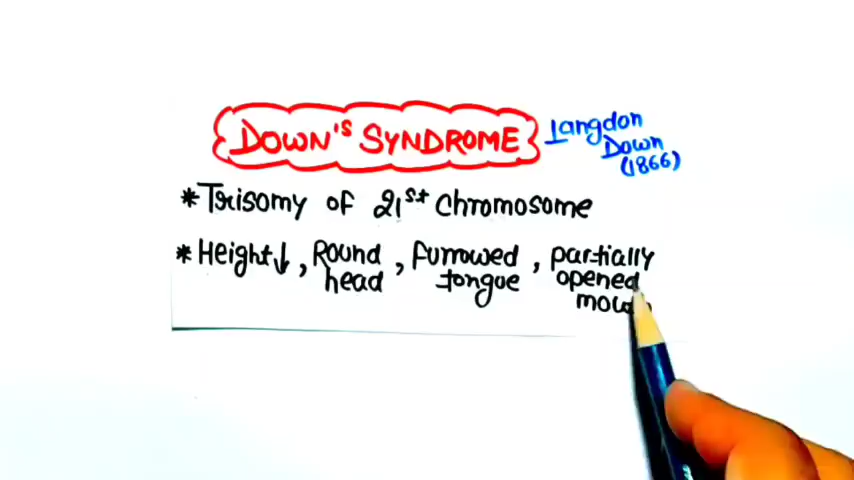 DOWN'S SYNDROME
Langdon
Down
(1866)
*Trisomy of 21st chromosome
*Height↓, Round head, furrowed tongue, partially opened